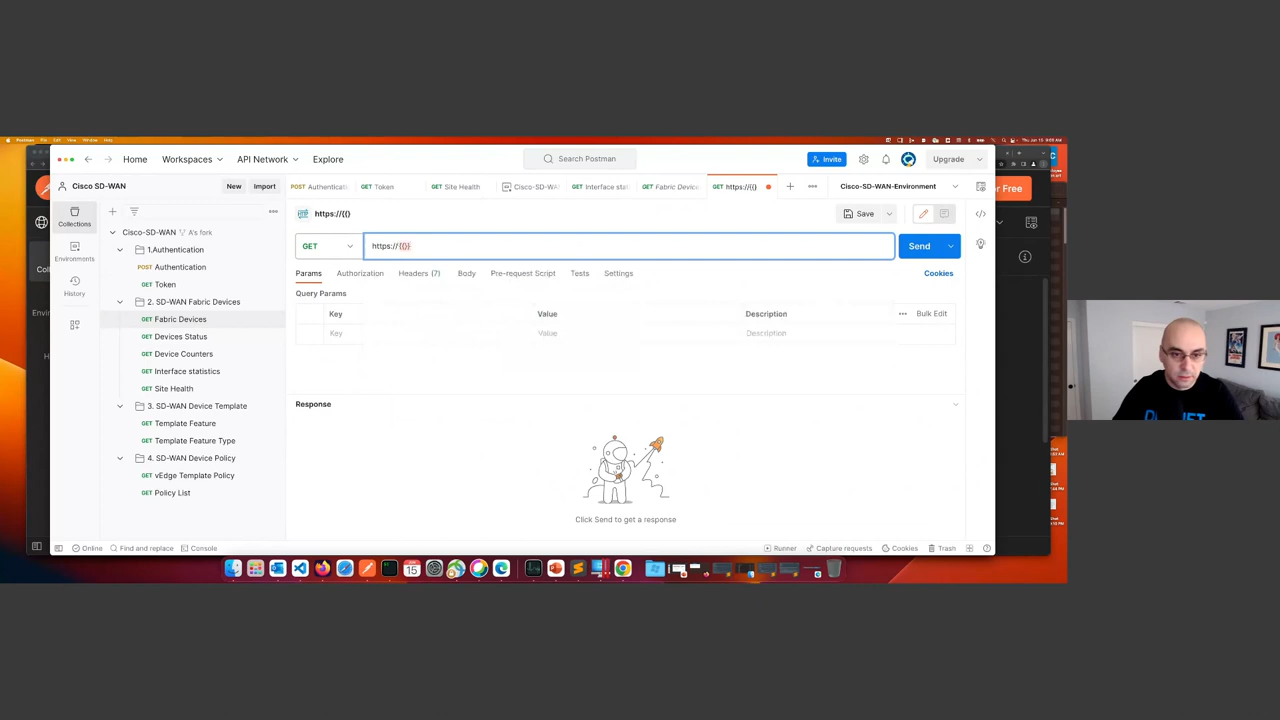 Home Workspaces API Network Explore Search Postman Invite Upgrade
Cisco SD-WAN New Import POST Authentica GET Token GET Site Health Cisco-SD-WA GET Interface stat GET Fabric Device GET https://{{}} Cisco-SD-WAN-Environment or Free
Collections
Environments
History
Cisco-SD-WAN A's fork
1.Authentication
POST Authentication
GET Token
2. SD-WAN Fabric Devices
GET Fabric Devices
GET Devices Status
GET Device Counters
GET Interface statistics
GET Site Health
3. SD-WAN Device Template
GET Template Feature
GET Template Feature Type
4. SD-WAN Device Policy
GET vEdge Template Policy
GET Policy List
HTTP https://{{}} Save
GET https://{{}} Send
Params Authorization Headers (7) Body Pre-request Script Tests Settings Cookies
Query Params
Key Value Description Bulk Edit
Key Value Description
Response
Click Send to get a response
Online Find and replace Console Runner Capture requests Cookies Trash
15